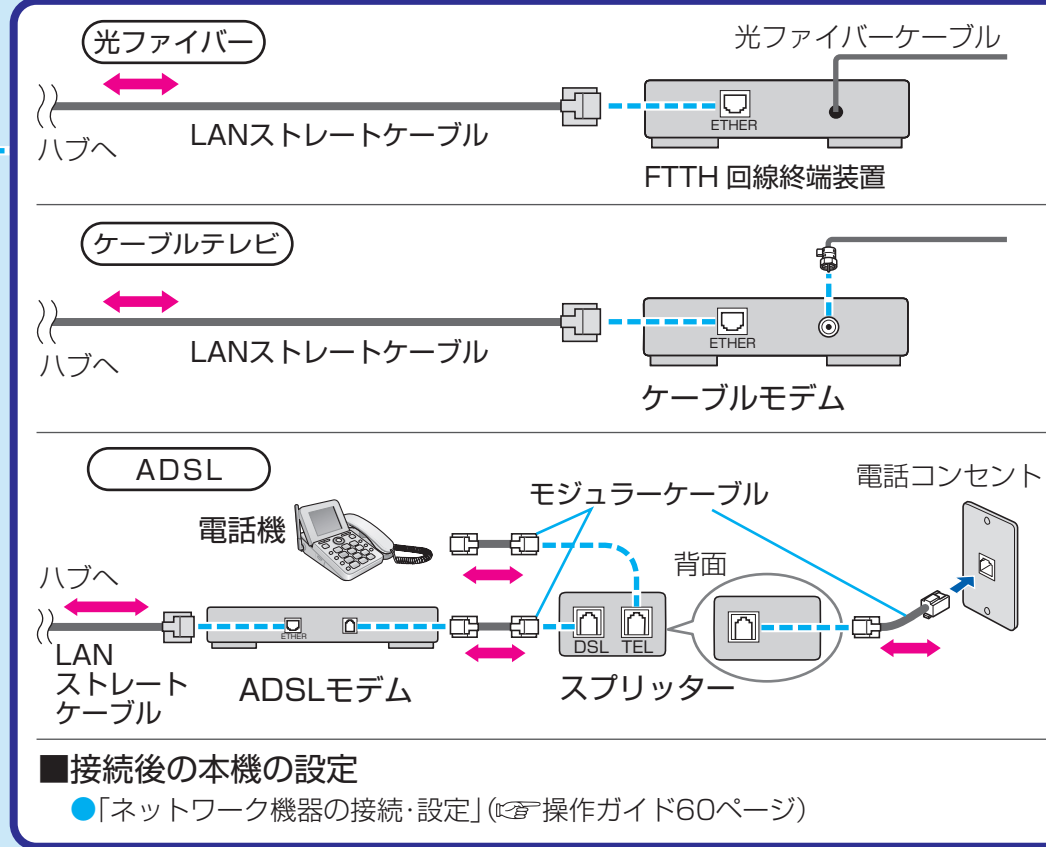 光ファイバー
光ファイバーケーブル
ハブへ
LANストレートケーブル
ETHER
FTTH 回線終端装置
ケーブルテレビ
ハブへ
LANストレートケーブル
ETHER
ケーブルモデム
ADSL
電話コンセント
モジュラーケーブル
電話機
背面
ハブへ
ETHER
DSL TEL
LAN
ストレート
ケーブル
ADSLモデム
スプリッター
■接続後の本機の設定
●「ネットワーク機器の接続・設定」(☞操作ガイド60ページ)